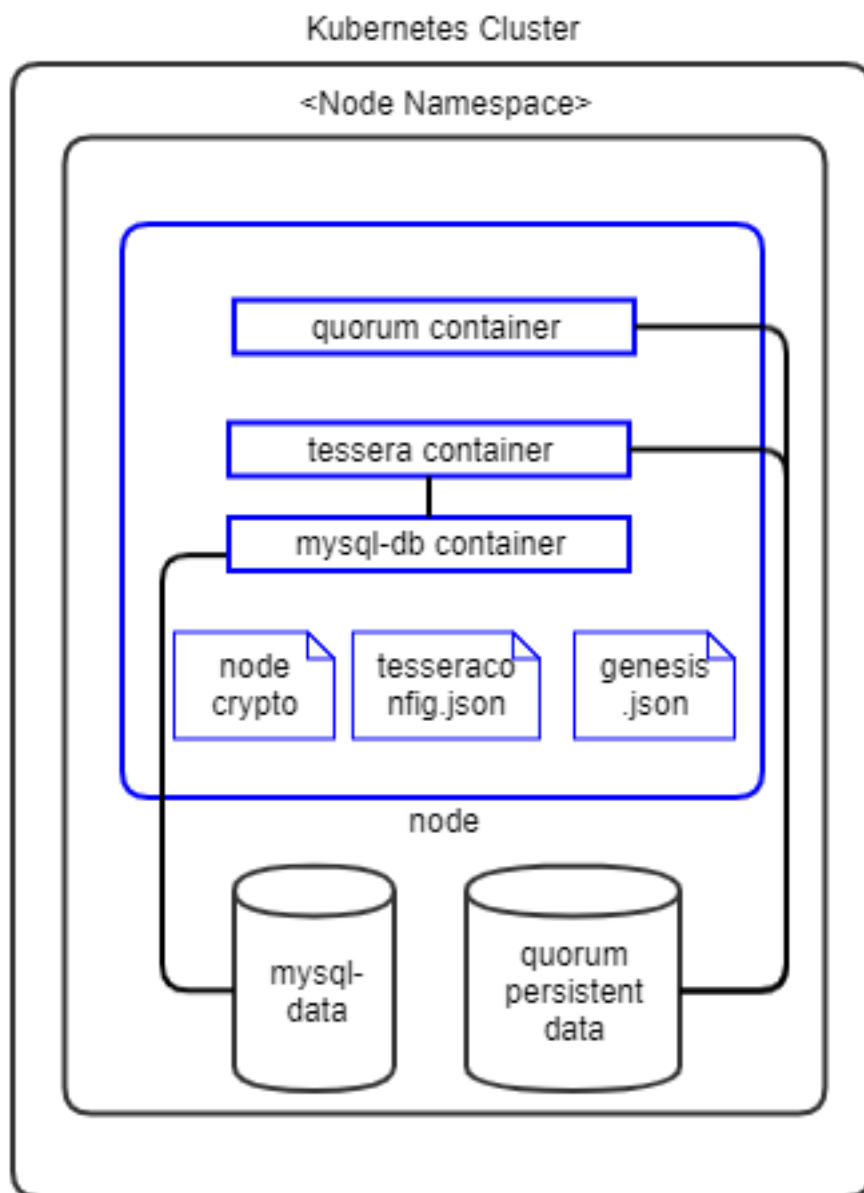 Kubernetes Cluster
<Node Namespace>
quorum container
tessera container
mysql-db container
node
crypto
tesseraco
nfig.json
genesis
.json
node
mysql-
data
quorum
persistent
data